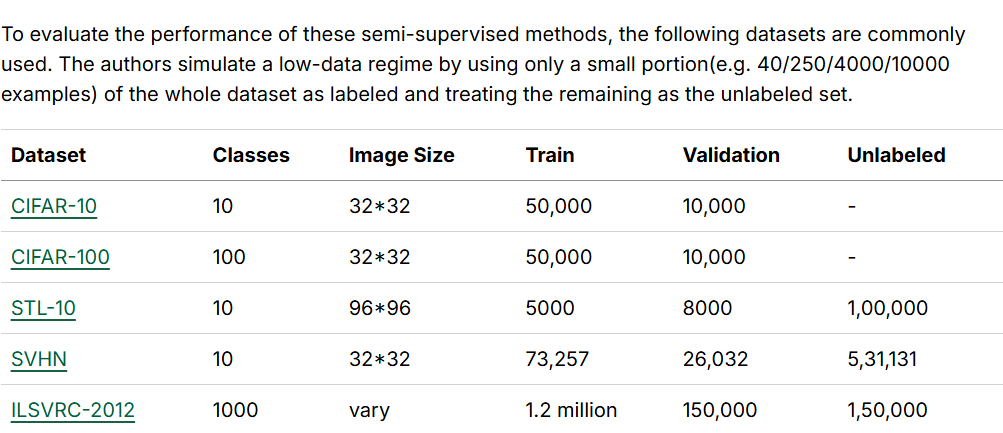 To evaluate the performance of these semi-supervised methods, the following datasets are commonly
used. The authors simulate a low-data regime by using only a small portion(e.g. 40/250/4000/10000
examples) of the whole dataset as labeled and treating the remaining as the unlabeled set.
Dataset Classes Image Size Train Validation Unlabeled
CIFAR-10 10 32*32 50,000 10,000 -
CIFAR-100 100 32*32 50,000 10,000 -
STL-10 10 96*96 5000 8000 1,00,000
SVHN 10 32*32 73,257 26,032 5,31,131
ILSVRC-2012 1000 vary 1.2 million 150,000 1,50,000